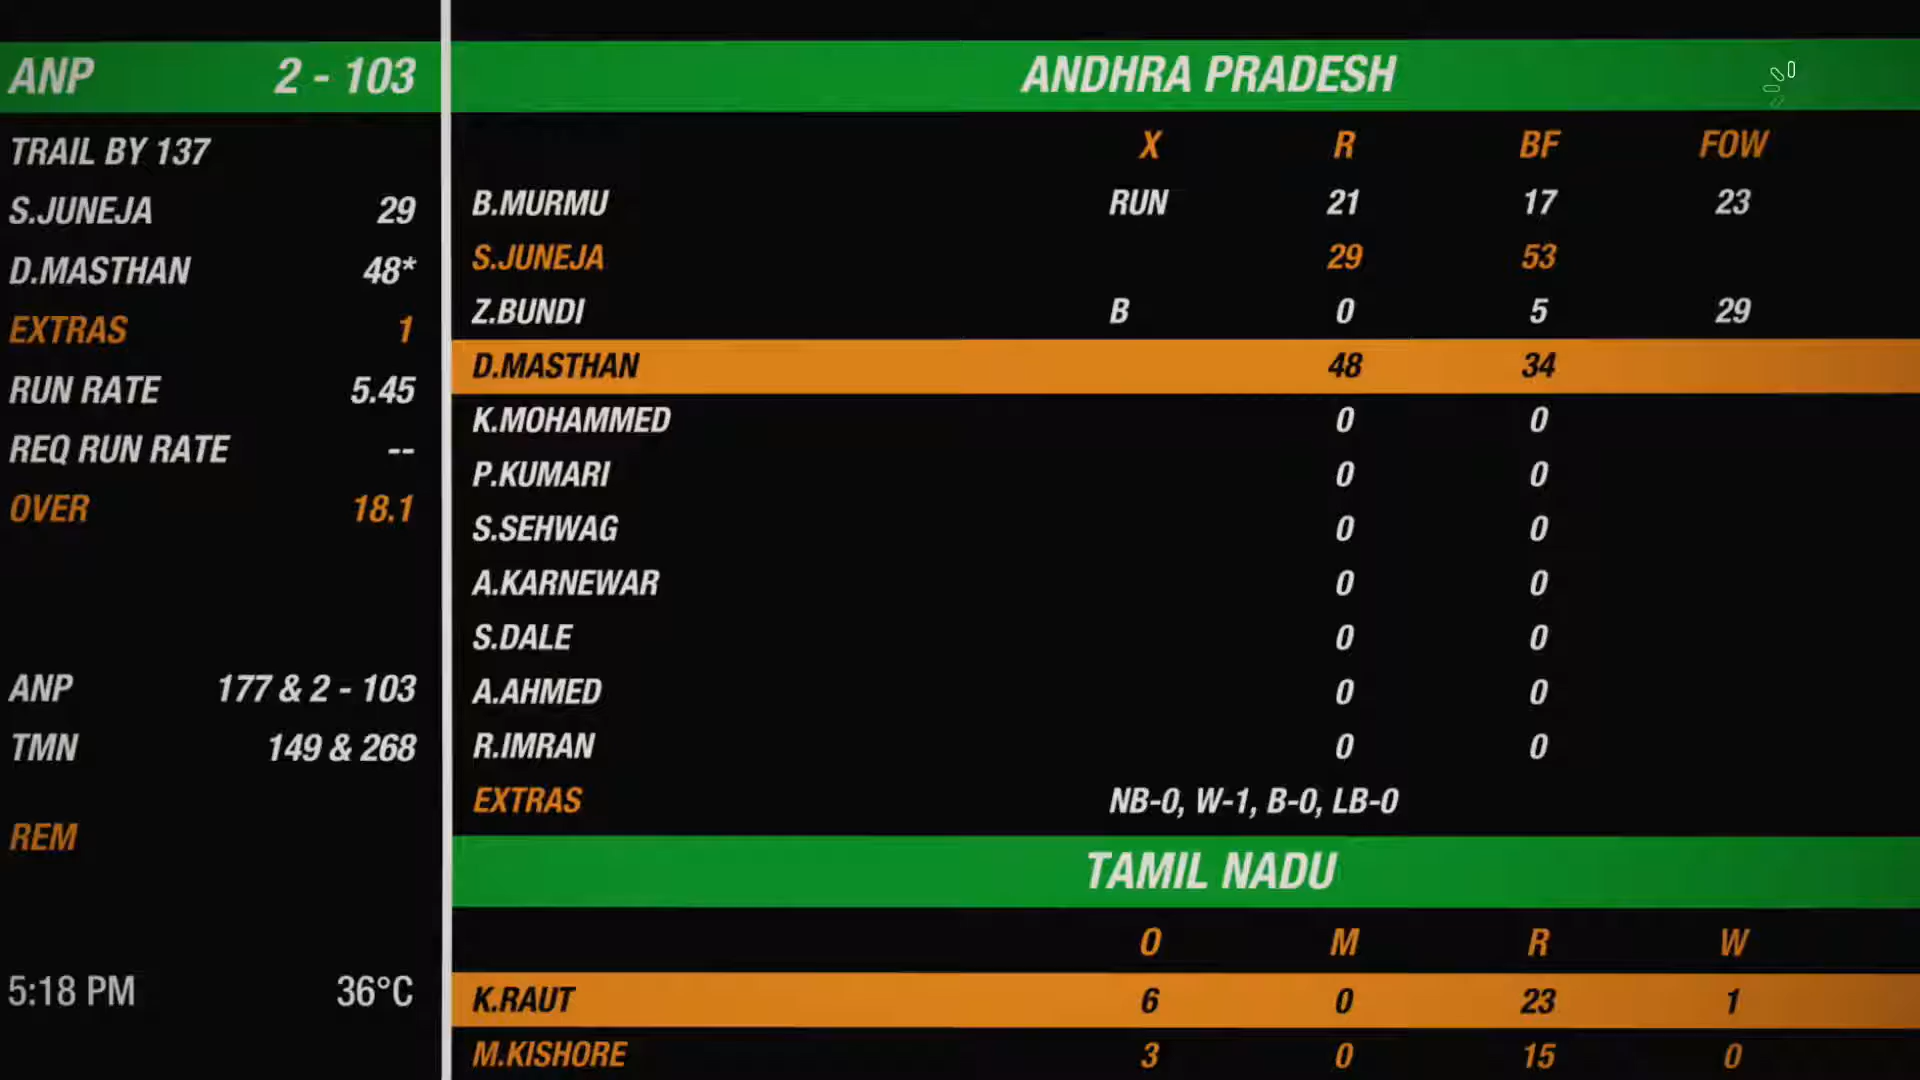 ANP 2 - 103
TRAIL BY 137
S.JUNEJA 29
D.MASTHAN 48*
EXTRAS 1
RUN RATE 5.45
REQ RUN RATE --
OVER 18.1
ANP 177 & 2 - 103
TMN 149 & 268
REM
5:18 PM 36°C
ANDHRA PRADESH
X R BF FOW
B.MURMU RUN 21 17 23
S.JUNEJA 29 53
Z.BUNDI B 0 5 29
D.MASTHAN 48 34
K.MOHAMMED 0 0
P.KUMARI 0 0
S.SEHWAG 0 0
A.KARNEWAR 0 0
S.DALE 0 0
A.AHMED 0 0
R.IMRAN 0 0
EXTRAS NB-0, W-1, B-0, LB-0
TAMIL NADU
O M R W
K.RAUT 6 0 23 1
M.KISHORE 3 0 15 0